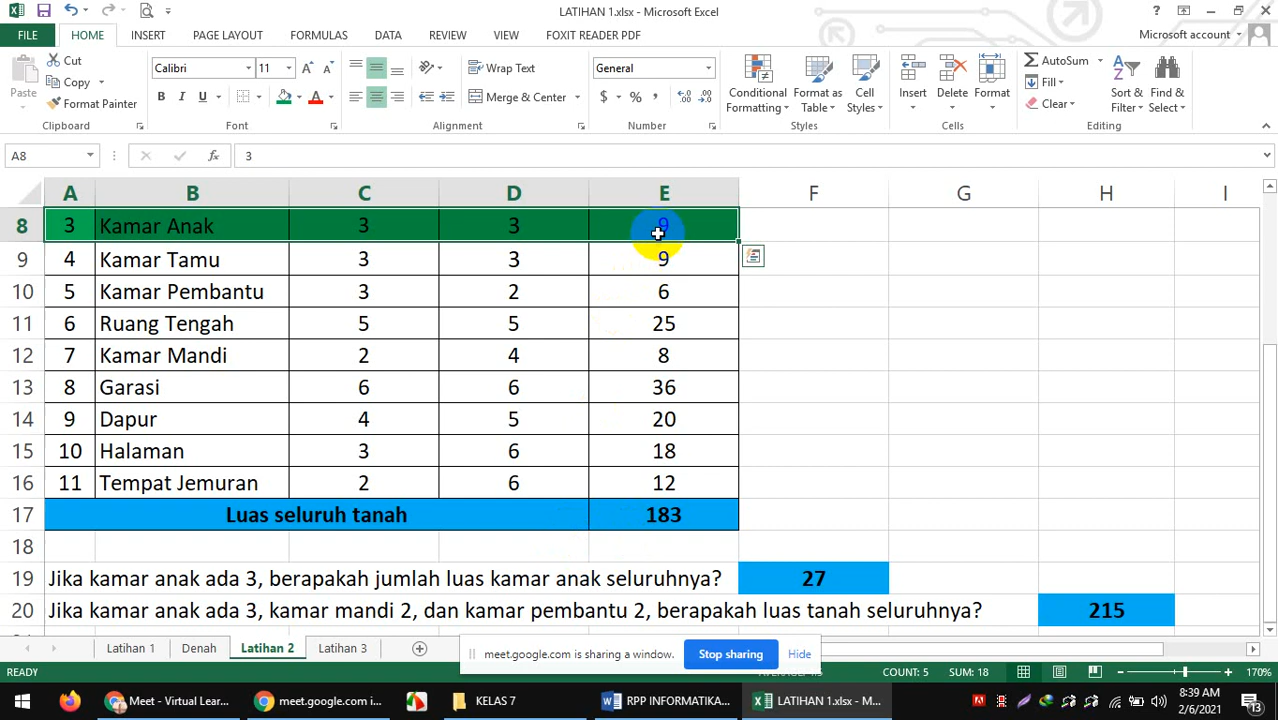 LATIHAN 1.xlsx - Microsoft Excel
FILE HOME INSERT PAGE LAYOUT FORMULAS DATA REVIEW VIEW FOXIT READER PDF Microsoft account
Cut
Copy
Format Painter
Paste
Clipboard
Calibri 11
B I U A
Font
Wrap Text
Merge & Center
Alignment
General
$ % ,
Number
Conditional Formatting
Format as Table
Cell Styles
Styles
Insert Delete Format
Cells
AutoSum
Fill
Clear
Sort & Filter
Find & Select
Editing
A8 fx 3
A B C D E F G H I
8 3 Kamar Anak 3 3 9
9 4 Kamar Tamu 3 3 9
10 5 Kamar Pembantu 3 2 6
11 6 Ruang Tengah 5 5 25
12 7 Kamar Mandi 2 4 8
13 8 Garasi 6 6 36
14 9 Dapur 4 5 20
15 10 Halaman 3 6 18
16 11 Tempat Jemuran 2 6 12
17 Luas seluruh tanah 183
18
19 Jika kamar anak ada 3, berapakah jumlah luas kamar anak seluruhnya? 27
20 Jika kamar anak ada 3, kamar mandi 2, dan kamar pembantu 2, berapakah luas tanah seluruhnya? 215
Latihan 1 Denah Latihan 2 Latihan 3
meet.google.com is sharing a window. Stop sharing Hide
READY COUNT: 5 SUM: 18 170%
Meet - Virtual Lear... meet.google.com i... KELAS 7 RPP INFORMATIKA... LATIHAN 1.xlsx - M... 8:39 AM
2/6/2021 13